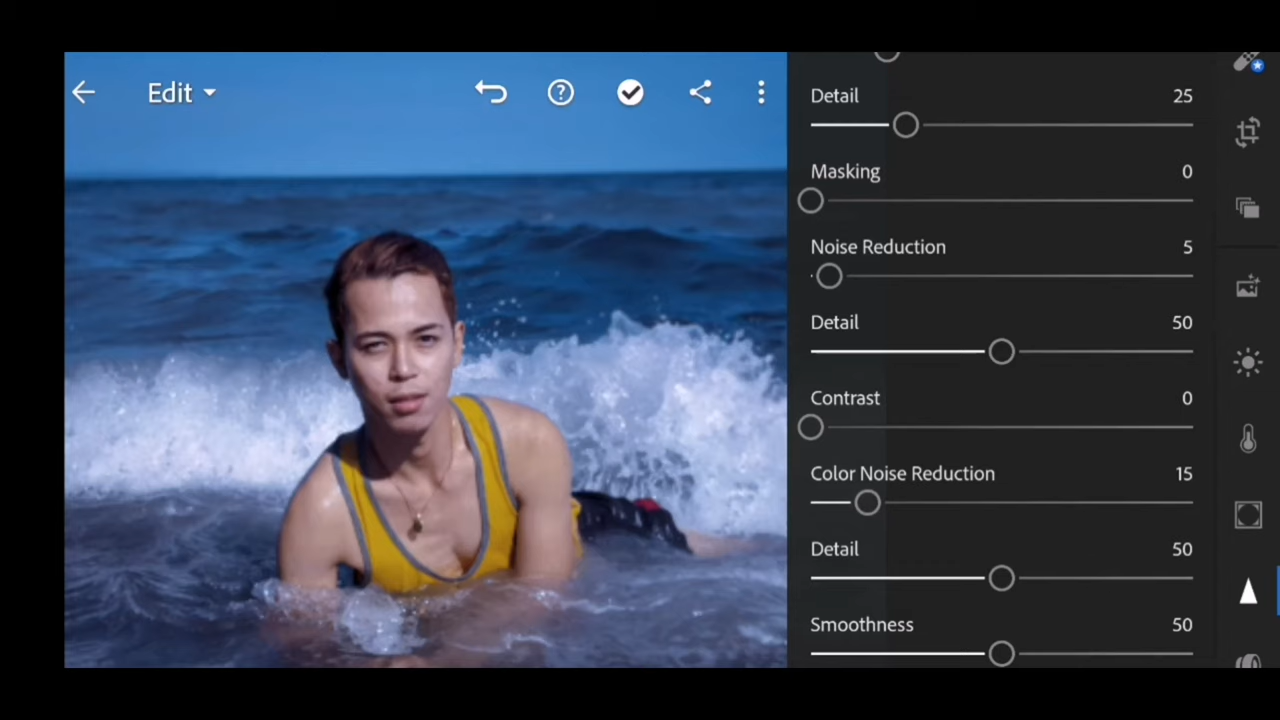 Edit
Detail 25
Masking 0
Noise Reduction 5
Detail 50
Contrast 0
Color Noise Reduction 15
Detail 50
Smoothness 50